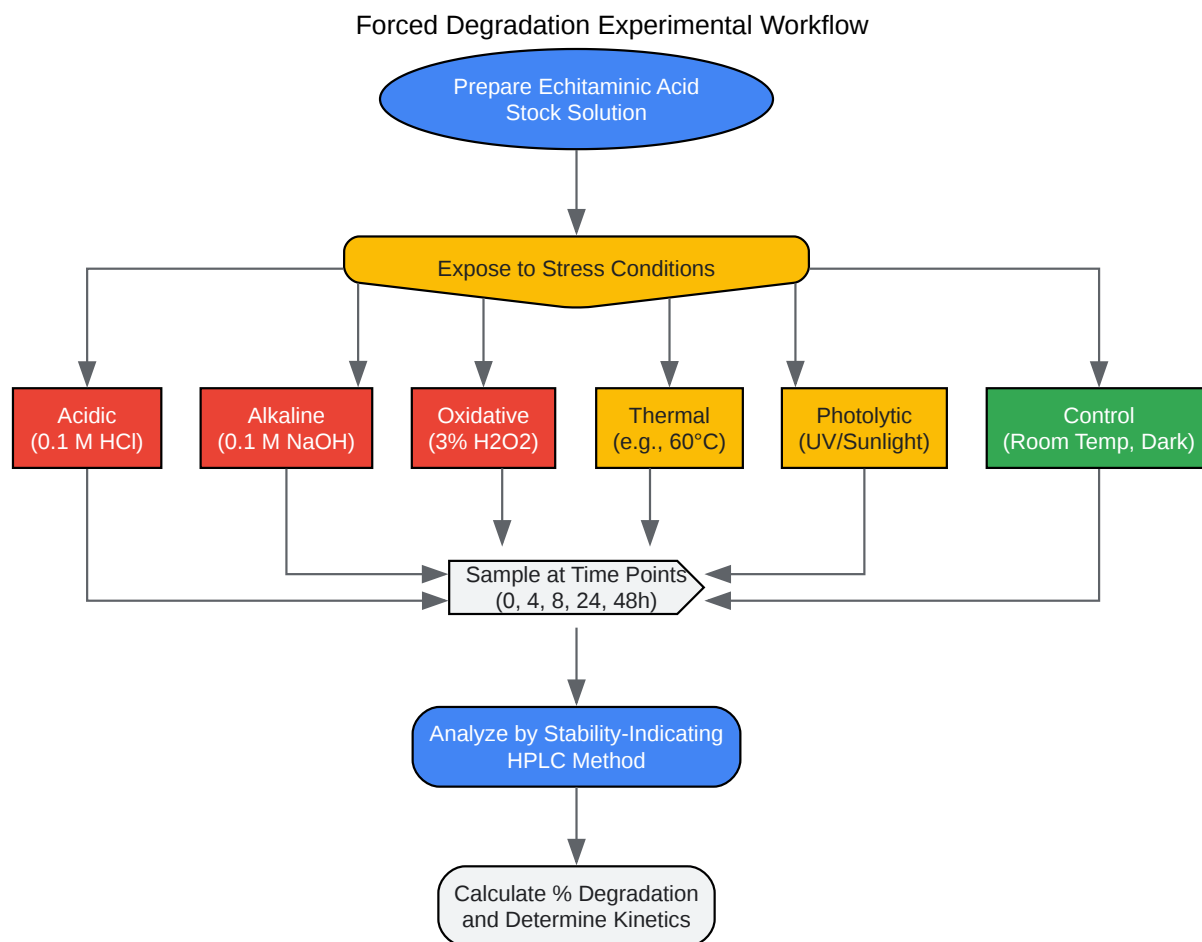 Forced Degradation Experimental Workflow
Prepare Echitaminic Acid
Stock Solution
Expose to Stress Conditions
Acidic
(0.1 M HCl)
Alkaline
(0.1 M NaOH)
Oxidative
(3% H2O2)
Thermal
(e.g., 60°C)
Photolytic
(UV/Sunlight)
Control
(Room Temp, Dark)
Sample at Time Points
(0, 4, 8, 24, 48h)
Analyze by Stability-Indicating
HPLC Method
Calculate % Degradation
and Determine Kinetics